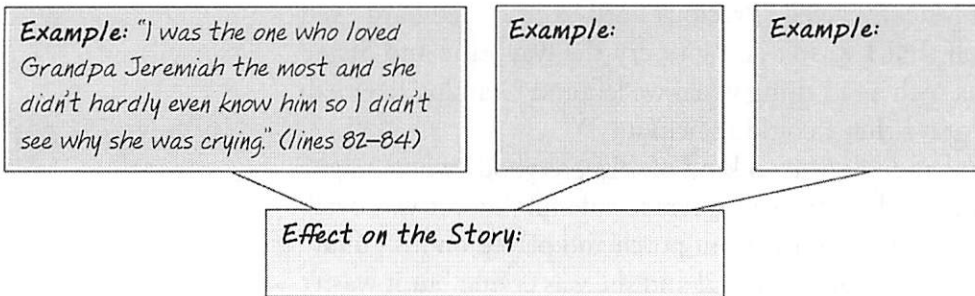 Example: "I was the one who loved
Grandpa Jeremiah the most and she
didn't hardly even know him so I didn't
see why she was crying." (lines 82–84)
Example:
Example:
Effect on the Story: